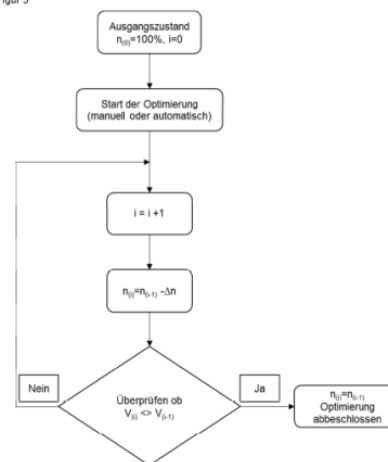 Figur 3
Ausgangszustand
n(0)=100%, i=0
Start der Optimierung
(manuell oder automatisch)
i = i +1
n(i)=n(i-1) -Δn
Nein
Überprüfen ob
V(i) <> V(i-1)
Ja
n(i)=n(i-1)
Optimierung
abbeschlossen